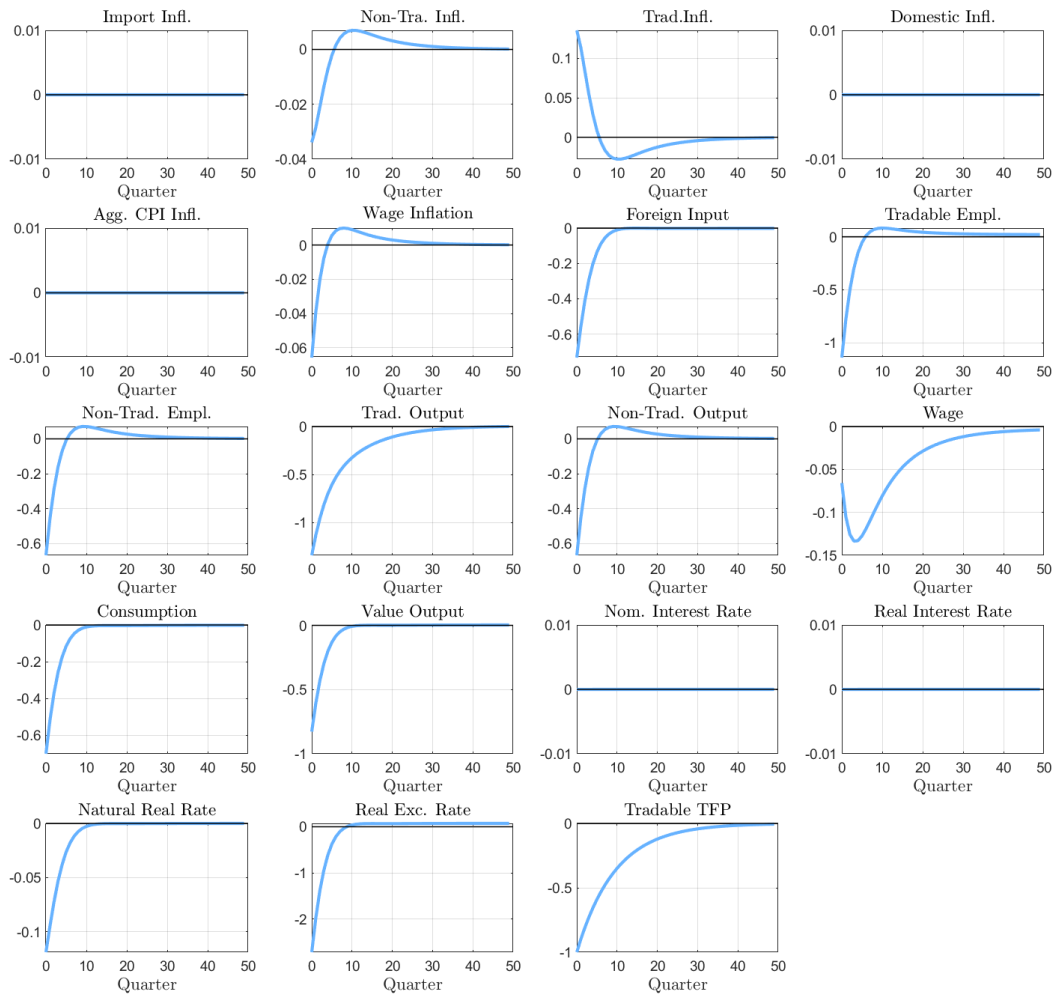 Import Infl.
Non-Tra. Infl.
Trad.Infl.
Domestic Infl.
0.01
0
-0.01
0 10 20 30 40 50
Quarter
0
-0.02
-0.04
0 10 20 30 40 50
Quarter
0.1
0.05
0
0 10 20 30 40 50
Quarter
0.01
0
-0.01
0 10 20 30 40 50
Quarter
Agg. CPI Infl.
Wage Inflation
Foreign Input
Tradable Empl.
0.01
0
-0.01
0 10 20 30 40 50
Quarter
0
-0.02
-0.04
-0.06
0 10 20 30 40 50
Quarter
0
-0.2
-0.4
-0.6
0 10 20 30 40 50
Quarter
0
-0.5
-1
0 10 20 30 40 50
Quarter
Non-Trad. Empl.
Trad. Output
Non-Trad. Output
Wage
0
-0.2
-0.4
-0.6
0 10 20 30 40 50
Quarter
0
-0.5
-1
0 10 20 30 40 50
Quarter
0
-0.2
-0.4
-0.6
0 10 20 30 40 50
Quarter
0
-0.05
-0.1
-0.15
0 10 20 30 40 50
Quarter
Consumption
Value Output
Nom. Interest Rate
Real Interest Rate
0
-0.2
-0.4
-0.6
0 10 20 30 40 50
Quarter
0
-0.5
-1
0 10 20 30 40 50
Quarter
0.01
0
-0.01
0 10 20 30 40 50
Quarter
0.01
0
-0.01
0 10 20 30 40 50
Quarter
Natural Real Rate
Real Exc. Rate
Tradable TFP
0
-0.05
-0.1
0 10 20 30 40 50
Quarter
0
-1
-2
0 10 20 30 40 50
Quarter
0
-0.5
-1
0 10 20 30 40 50
Quarter